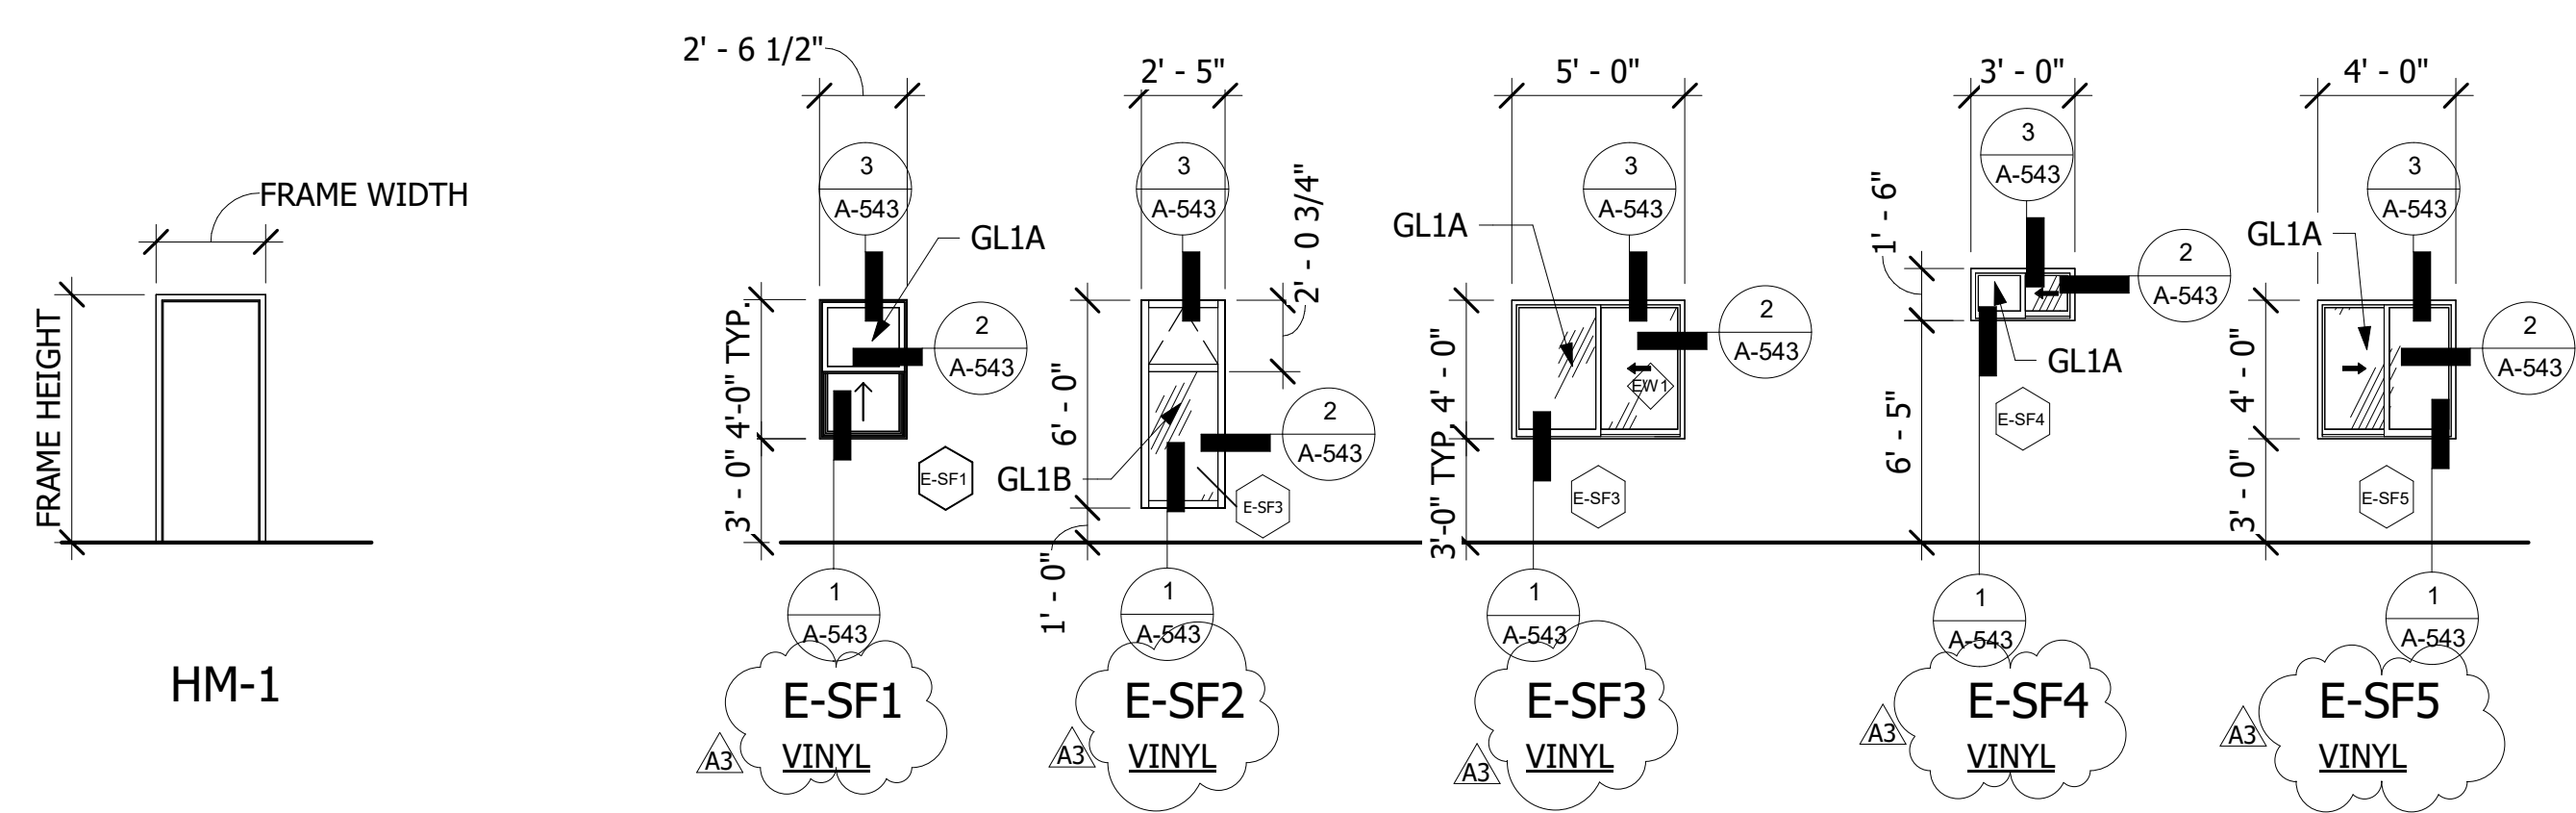 FRAME WIDTH
FRAME HEIGHT
HM-1
2' - 6 1/2"
3
A-543
GL1A
2
A-543
4'-0" TYP.
3' - 0"
E-SF1
1
A-543
E-SF1
VINYL
A3
2' - 5"
3
A-543
2' - 0 3/4"
6' - 0"
2
A-543
GL1B
E-SF3
1' - 0"
1
A-543
E-SF2
VINYL
A3
5' - 0"
3
A-543
GL1A
2
A-543
4' - 0"
EW1
3'-0" TYP.
E-SF3
1
A-543
E-SF3
VINYL
A3
3' - 0"
3
A-543
1' - 6"
2
A-543
GL1A
E-SF4
6' - 5"
1
A-543
E-SF4
VINYL
A3
4' - 0"
3
A-543
GL1A
2
A-543
4' - 0"
3' - 0"
E-SF5
1
A-543
E-SF5
VINYL
A3